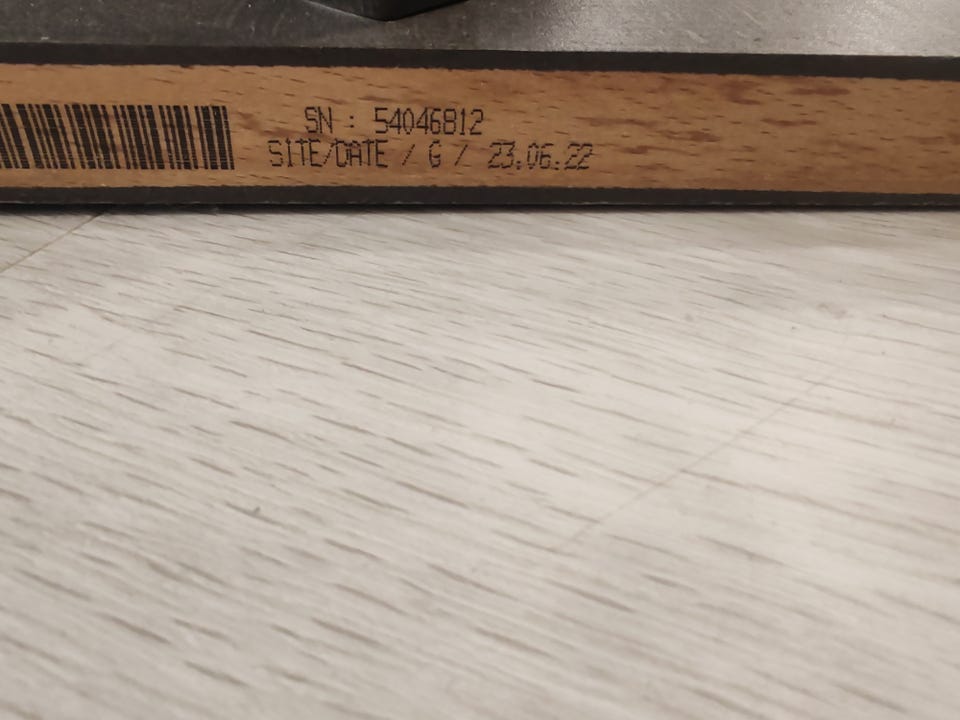 SN : 54046812
SITE/DATE / G / 23.06.22